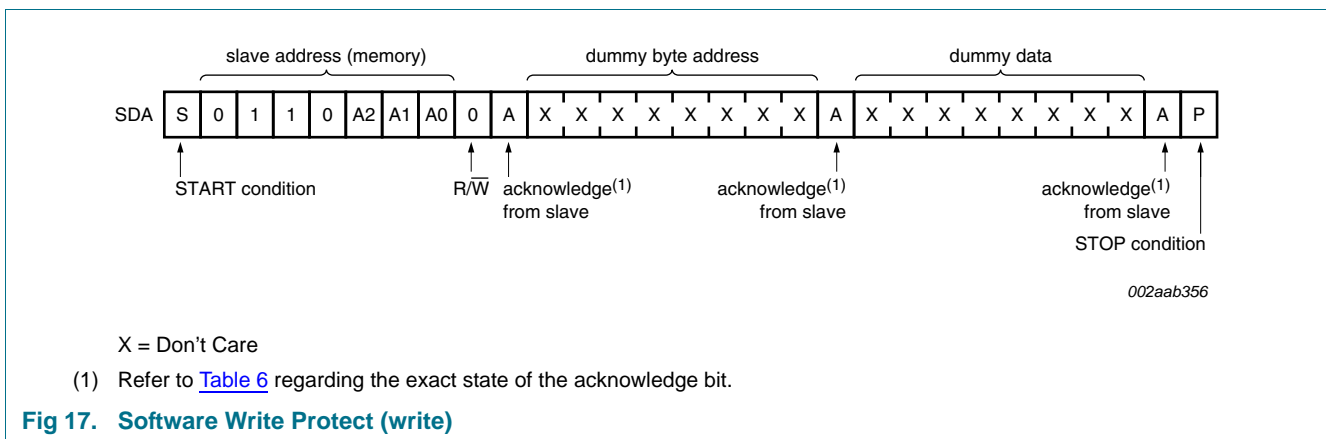 slave address (memory) dummy byte address dummy data
SDA S 0 1 1 0 A2 A1 A0 0 A X X X X X X X X A X X X X X X X X A P
START condition R/W̅ acknowledge(1) acknowledge(1) acknowledge(1)
from slave from slave from slave
STOP condition
002aab356
X = Don't Care
(1) Refer to Table 6 regarding the exact state of the acknowledge bit.
Fig 17. Software Write Protect (write)